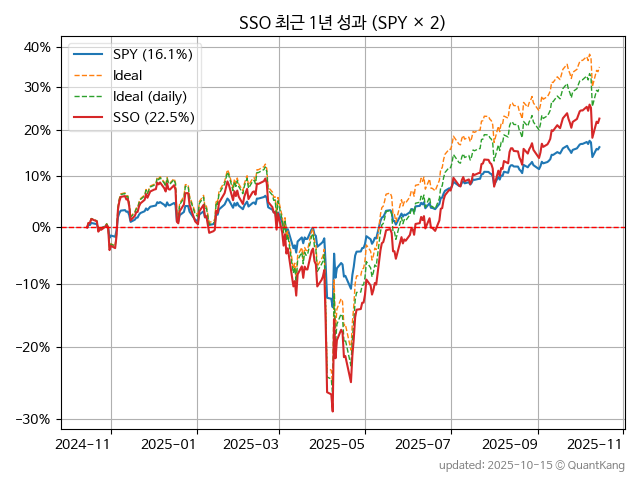 SSO 최근 1년 성과 (SPY × 2)
40%
30%
20%
10%
0%
−10%
−20%
−30%
SPY (16.1%)
Ideal
Ideal (daily)
SSO (22.5%)
2024-11
2025-01
2025-03
2025-05
2025-07
2025-09
2025-11
updated: 2025-10-15 © QuantKang